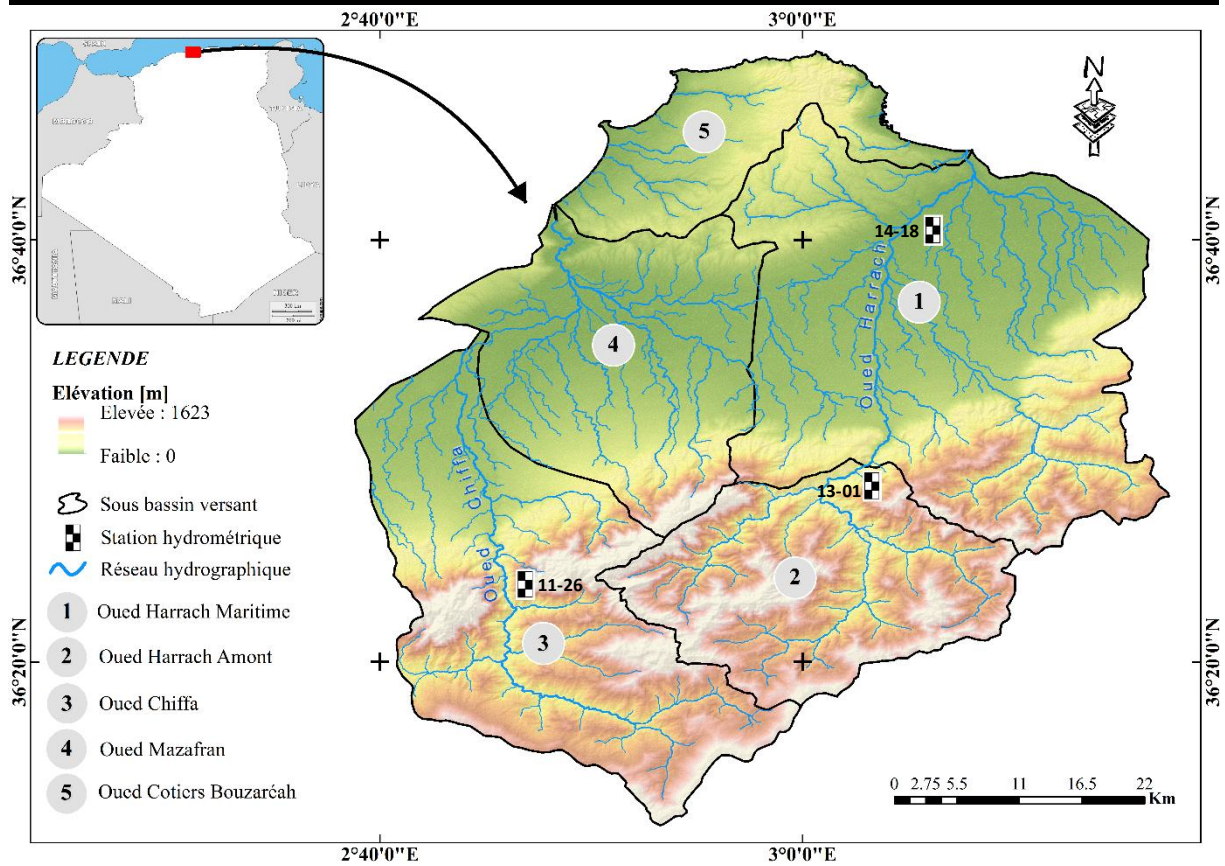 2°40'0"E
3°0'0"E
SPAIN
LIBYA
MALI
NIGER
N
36°40'0"N
36°40'0"N
36°20'0"N
36°20'0"N
5
14-18
1
Oued Harrach
4
Oued Chiffa
13-01
2
11-26
3
LEGENDE
Elévation [m]
Elevée : 1623
Faible : 0
Sous bassin versant
Station hydrométrique
Réseau hydrographique
1 Oued Harrach Maritime
2 Oued Harrach Amont
3 Oued Chiffa
4 Oued Mazafran
5 Oued Cotiers Bouzaréah
0 2.75 5.5 11 16.5 22
Km
2°40'0"E
3°0'0"E